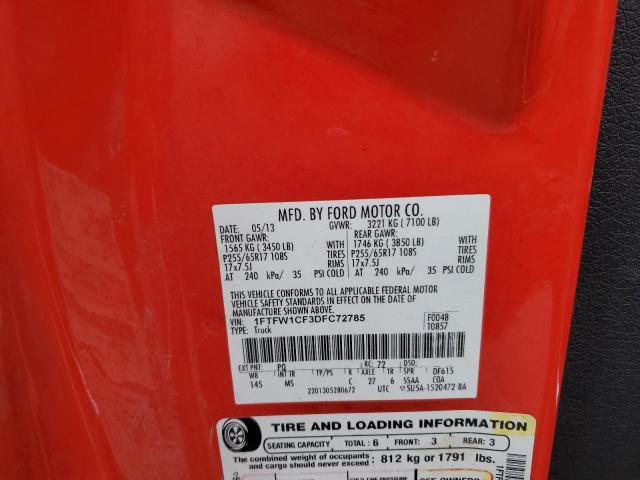 MFD. BY FORD MOTOR CO.
DATE: 05/13 GVWR: 3221 KG (7100 LB)
FRONT GAWR: REAR GAWR:
1565 KG (3450 LB) WITH 1746 KG (3850 LB) WITH
P255/65R17 108S TIRES P255/65R17 108S TIRES
17x7.5J RIMS 17x7.5J RIMS
AT 240 kPa/ 35 PSI COLD AT 240 kPa/ 35 PSI COLD
THIS VEHICLE CONFORMS TO ALL APPLICABLE FEDERAL MOTOR
VEHICLE SAFETY STANDARDS IN EFFECT ON THE DATE OF
MANUFACTURE SHOWN ABOVE.
VIN: 1FTFW1CF3DFC72785 F0048
TYPE: Truck T0857
EXT PNT: PQ RC: 72 DSO:
WB INT TR TP/PS R AXLE TR SPR DF615
145 MS C 27 6 SSAA COA
2201305280672 UTC 5U5A-1520472 BA
TIRE AND LOADING INFORMATION
SEATING CAPACITY TOTAL: 6 FRONT: 3 REAR: 3
The combined weight of occupants and cargo should never exceed: 812 kg or 1791 lbs.
SEE OWNERS